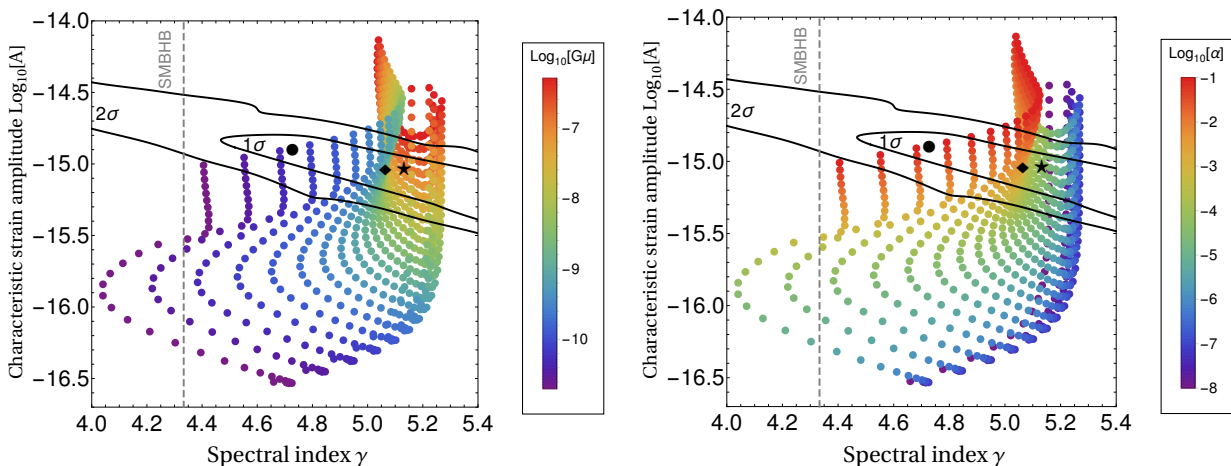 Characteristic strain amplitude Log₁₀[A]
−14.0
−14.5
−15.0
−15.5
−16.0
−16.5
SMBHB
2σ
1σ
4.0 4.2 4.4 4.6 4.8 5.0 5.2 5.4
Spectral index γ
Log₁₀[Gμ]
−7
−8
−9
−10
Characteristic strain amplitude Log₁₀[A]
−14.0
−14.5
−15.0
−15.5
−16.0
−16.5
SMBHB
2σ
1σ
4.0 4.2 4.4 4.6 4.8 5.0 5.2 5.4
Spectral index γ
Log₁₀[α]
−1
−2
−3
−4
−5
−6
−7
−8